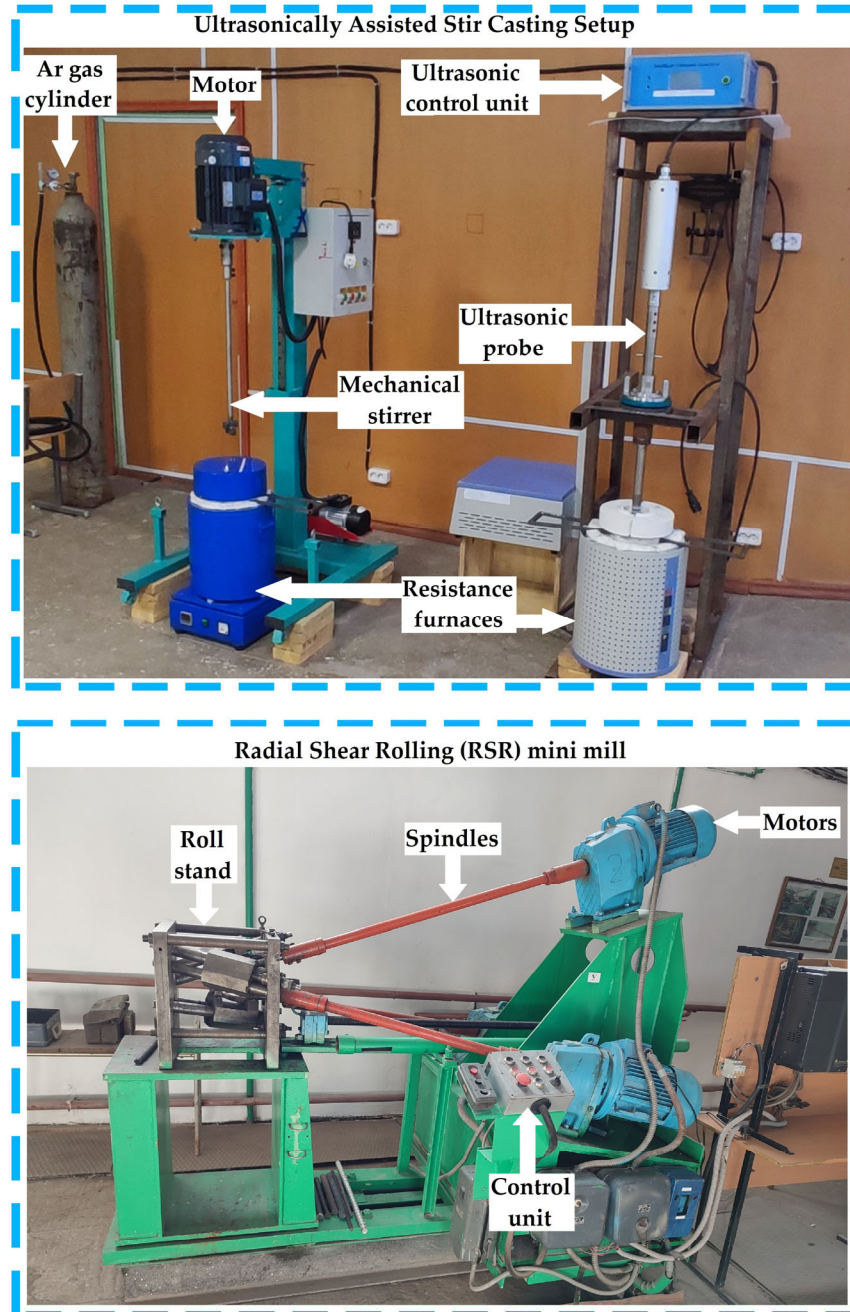 Ultrasonically Assisted Stir Casting Setup
Ar gas
cylinder
Motor
Ultrasonic
control unit
Ultrasonic
probe
Mechanical
stirrer
Resistance
furnaces
Radial Shear Rolling (RSR) mini mill
Roll
stand
Spindles
Motors
Control
unit